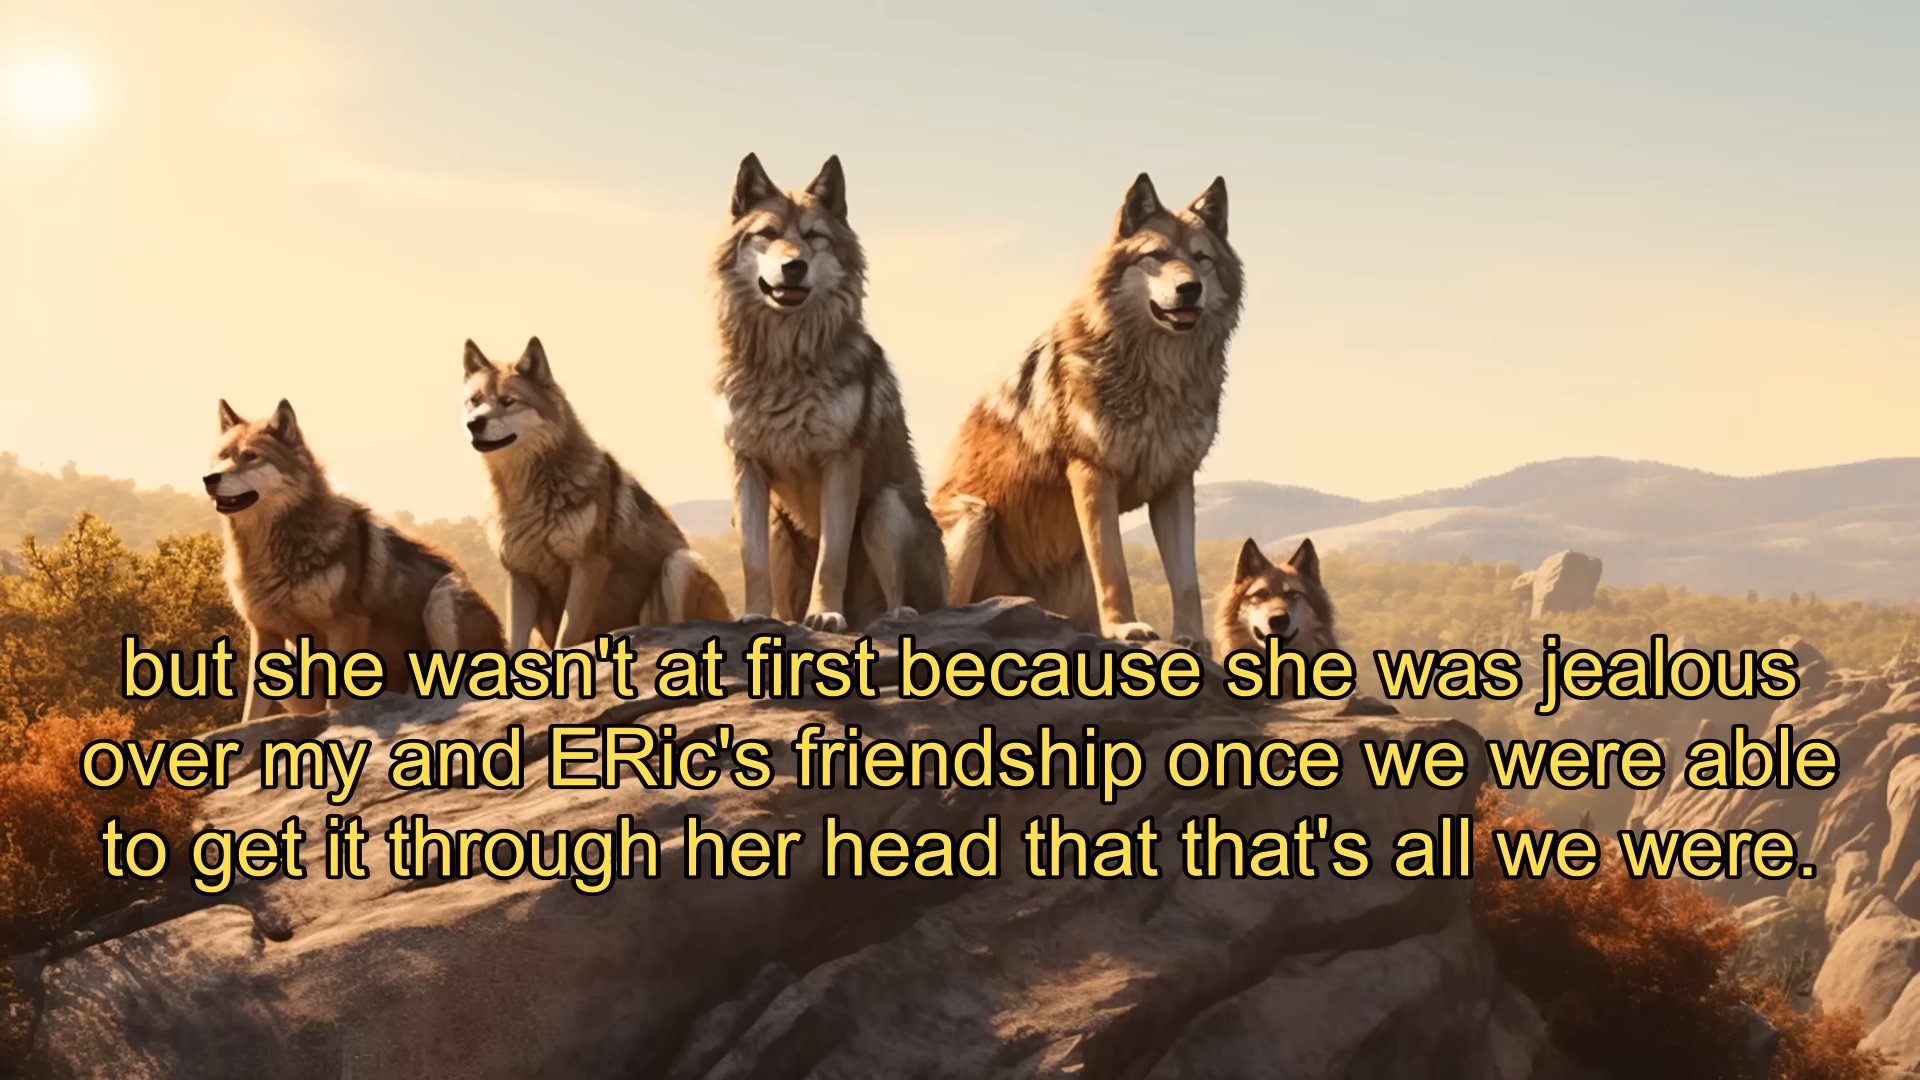 but she wasn't at first because she was jealous
over my and ERic's friendship once we were able
to get it through her head that that's all we were.